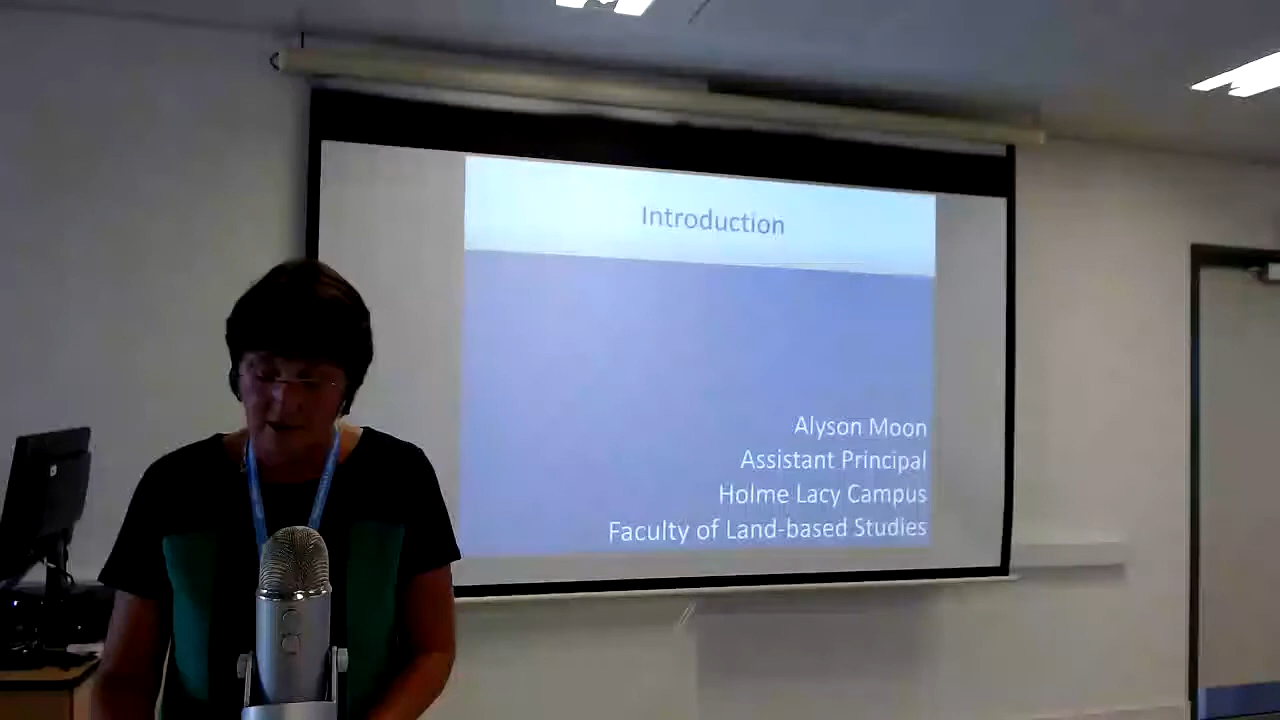 Introduction
Alyson Moon
Assistant Principal
Holme Lacy Campus
Faculty of Land-based Studies